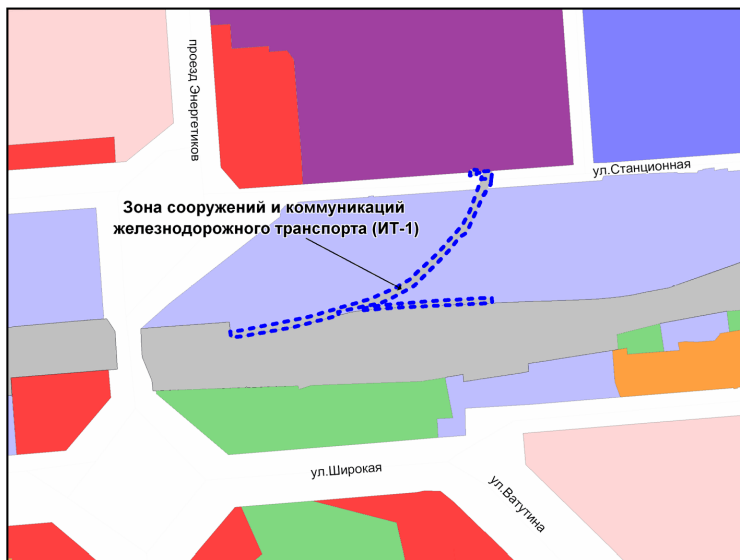 проезд Энергетиков
ул.Станционная
Зона сооружений и коммуникаций
железнодорожного транспорта (ИТ-1)
ул.Широкая
ул.Ватутина